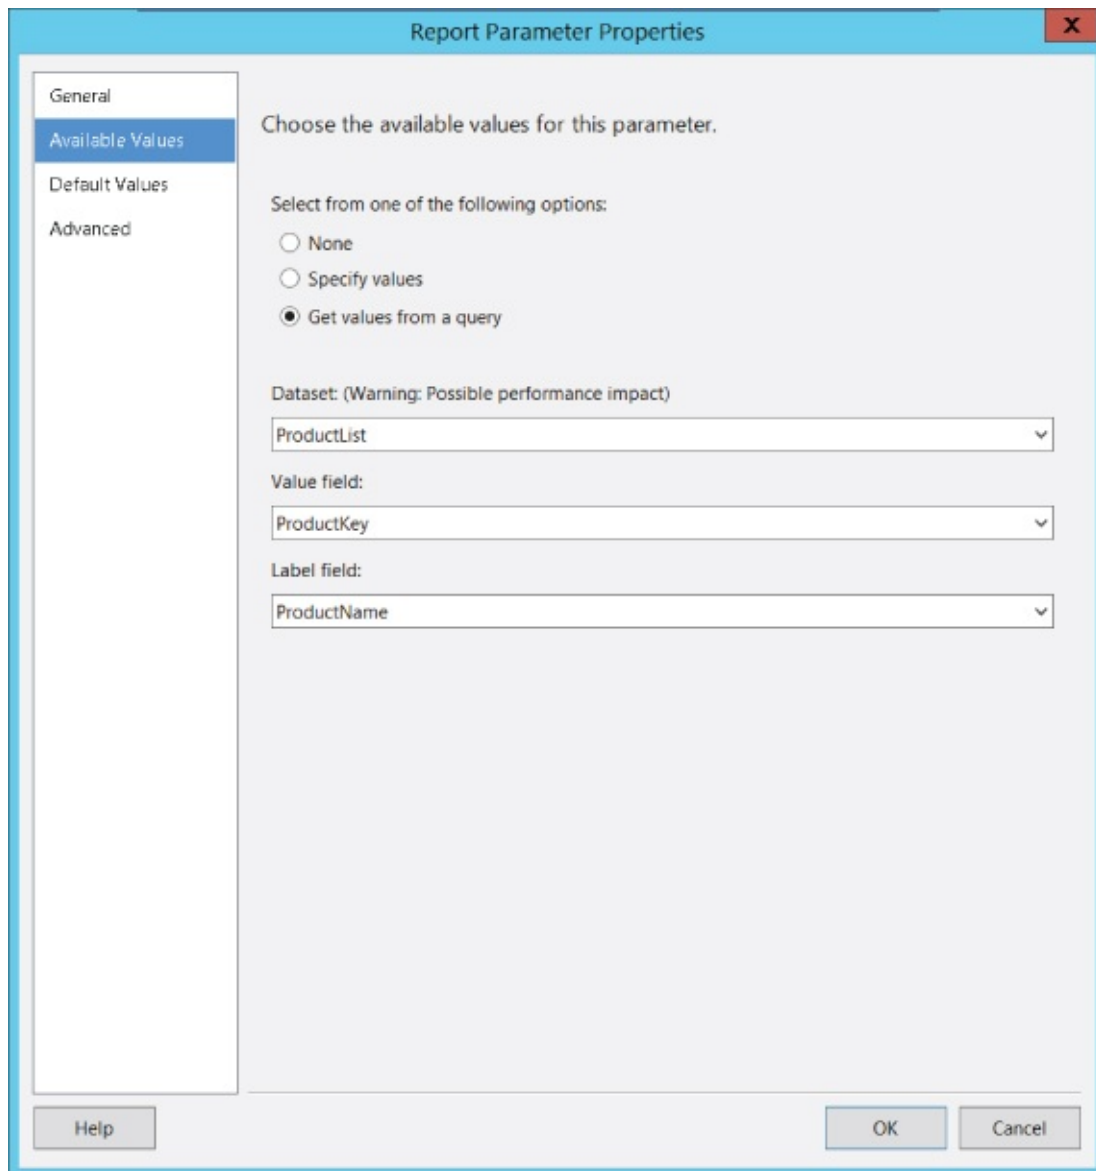 Report Parameter Properties
X
General
Available Values
Default Values
Advanced
Choose the available values for this parameter.
Select from one of the following options:
None
Specify values
Get values from a query
Dataset: (Warning: Possible performance impact)
ProductList
Value field:
ProductKey
Label field:
ProductName
Help
OK
Cancel